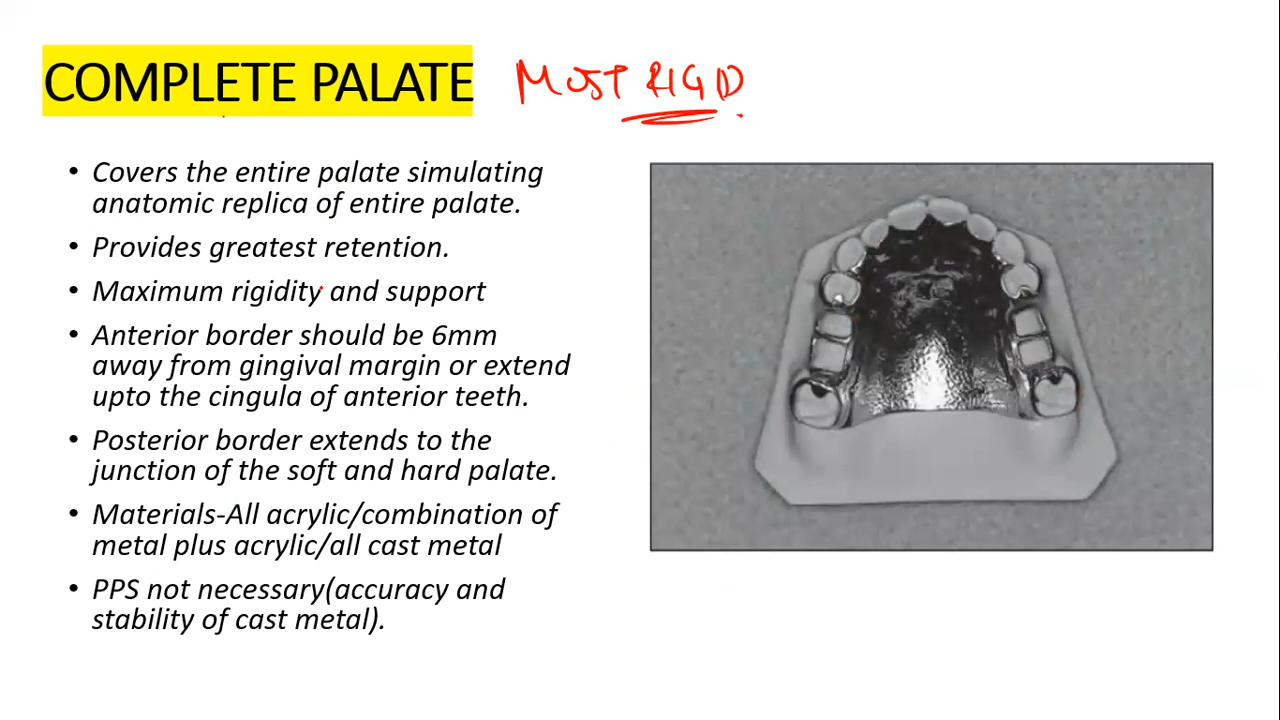 COMPLETE PALATE MOST RIGID.
• Covers the entire palate simulating
anatomic replica of entire palate.
• Provides greatest retention.
• Maximum rigidity and support
• Anterior border should be 6mm
away from gingival margin or extend
upto the cingula of anterior teeth.
• Posterior border extends to the
junction of the soft and hard palate.
• Materials-All acrylic/combination of
metal plus acrylic/all cast metal
• PPS not necessary(accuracy and
stability of cast metal).